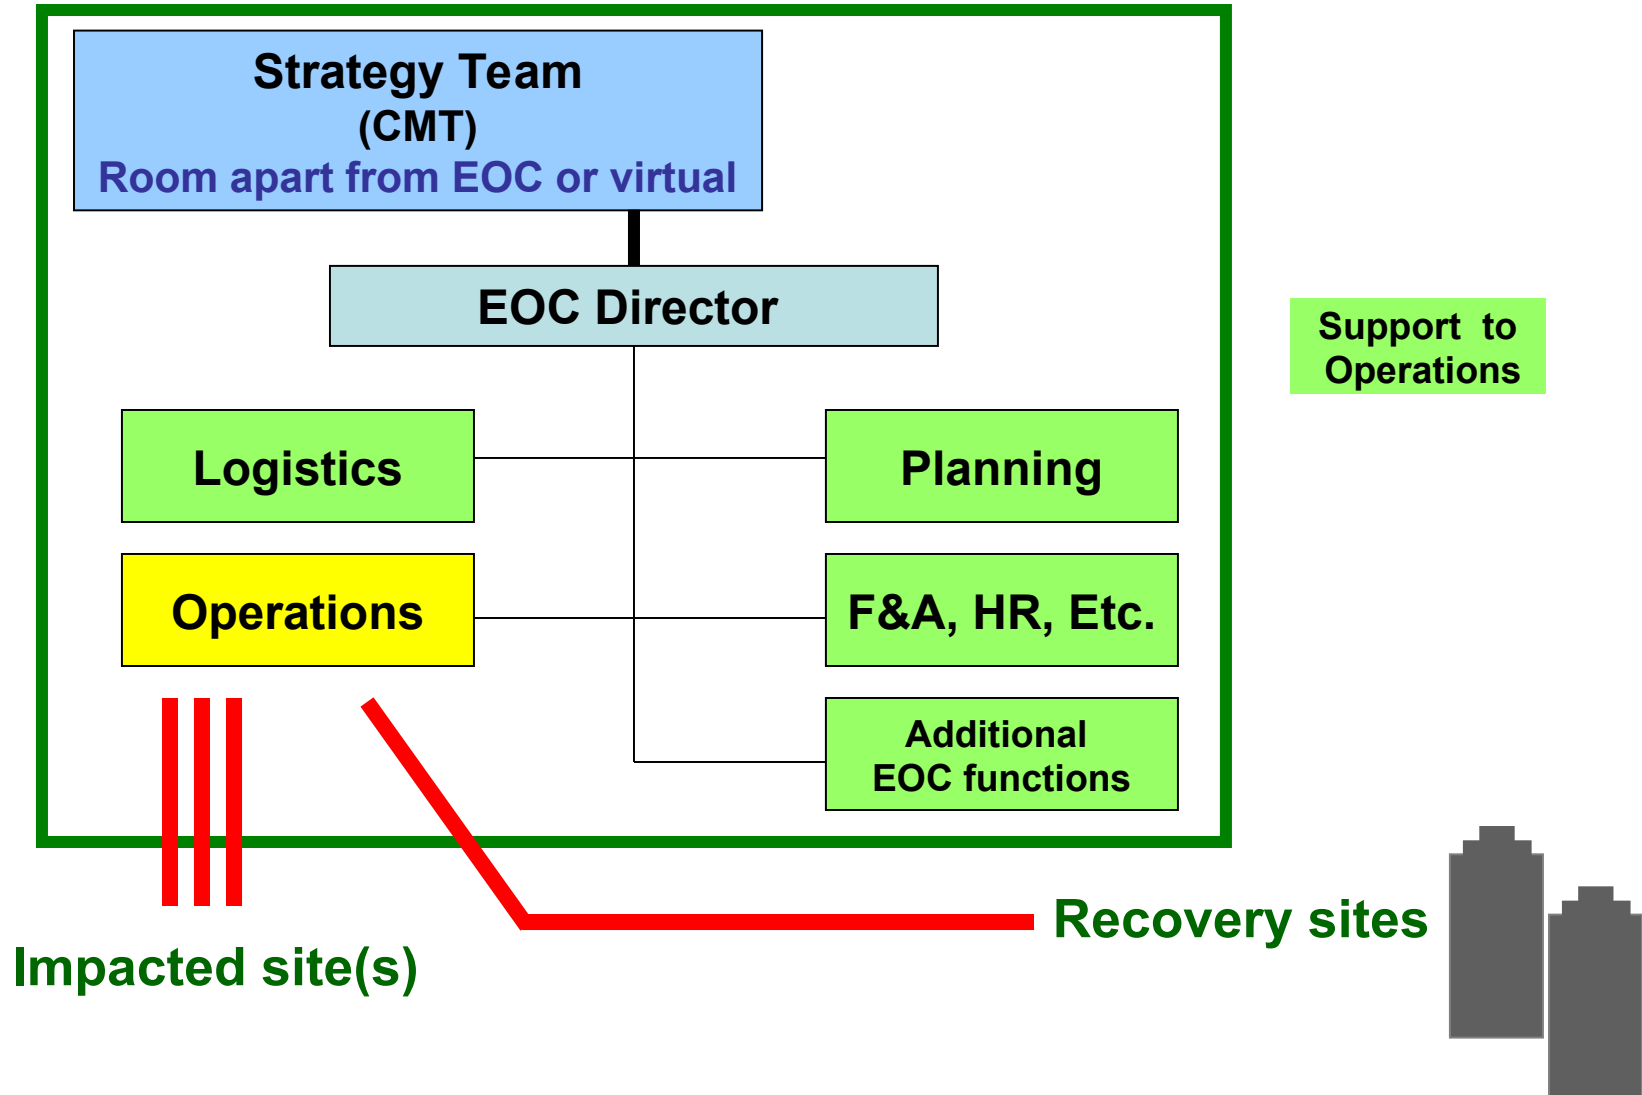 Strategy Team
(CMT)
Room apart from EOC or virtual
EOC Director
Support to
Operations
Logistics
Planning
Operations
F&A, HR, Etc.
Additional
EOC functions
Recovery sites
Impacted site(s)